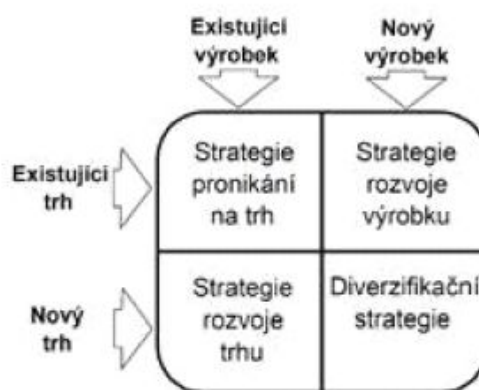 Existující
výrobek
Nový
výrobek
Existující
trh
Strategie
pronikání
na trh
Strategie
rozvoje
výrobku
Nový
trh
Strategie
rozvoje
trhu
Diverzifikační
strategie